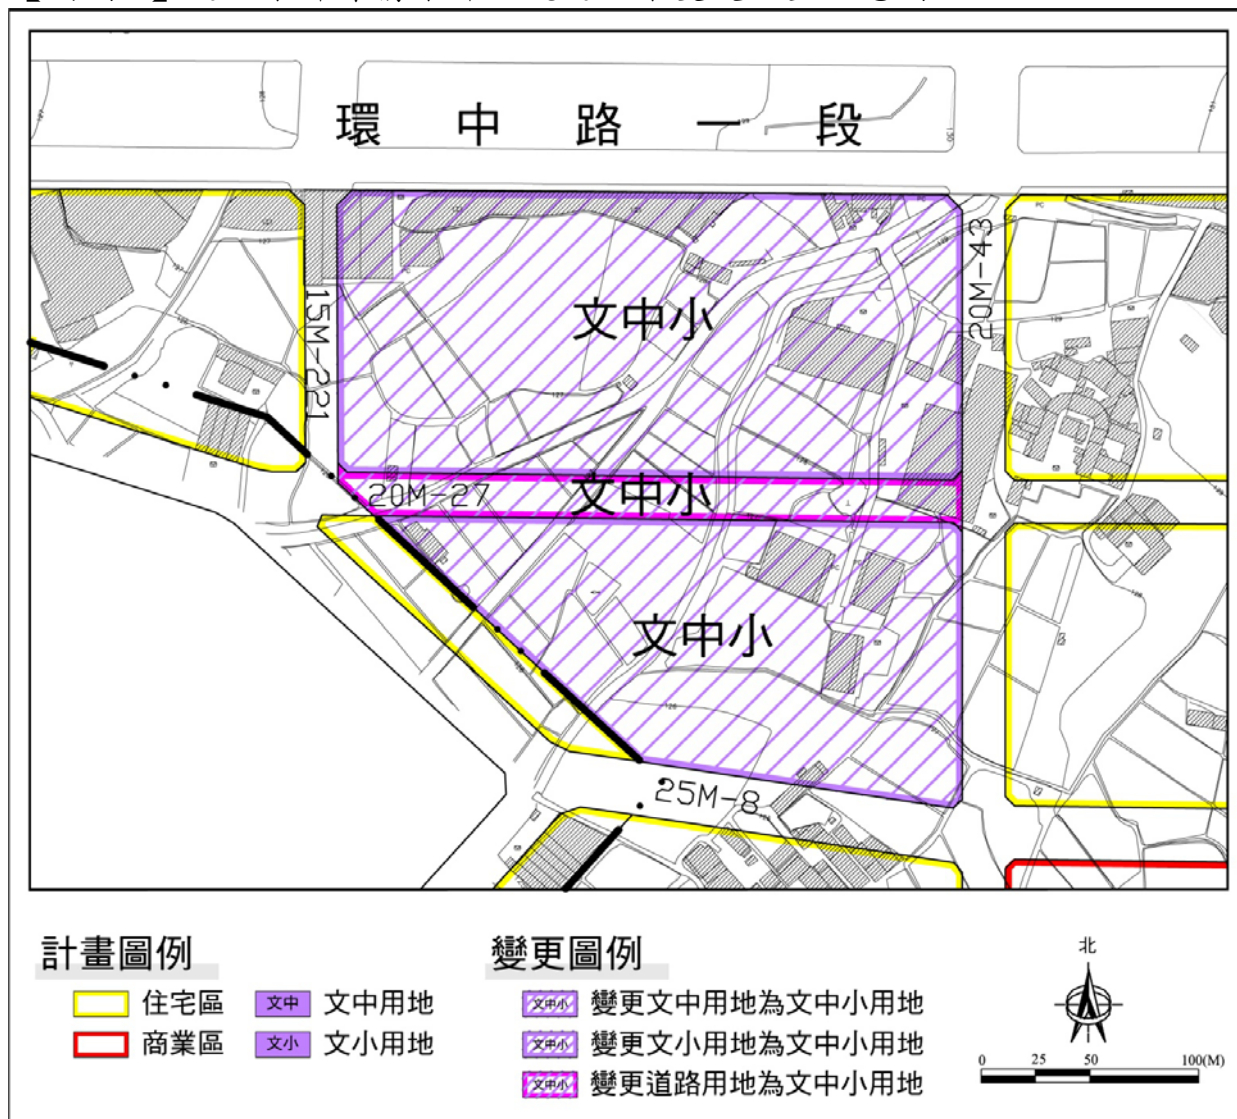 環中路一段
文中小
15M-221
20M-43
20M-27
文中小
文中小
25M-8
計畫圖例
住宅區
文中 文中用地
商業區
文小 文小用地
變更圖例
文中小 變更文中用地為文中小用地
文中小 變更文小用地為文中小用地
文中小 變更道路用地為文中小用地
北
0 25 50 100(M)